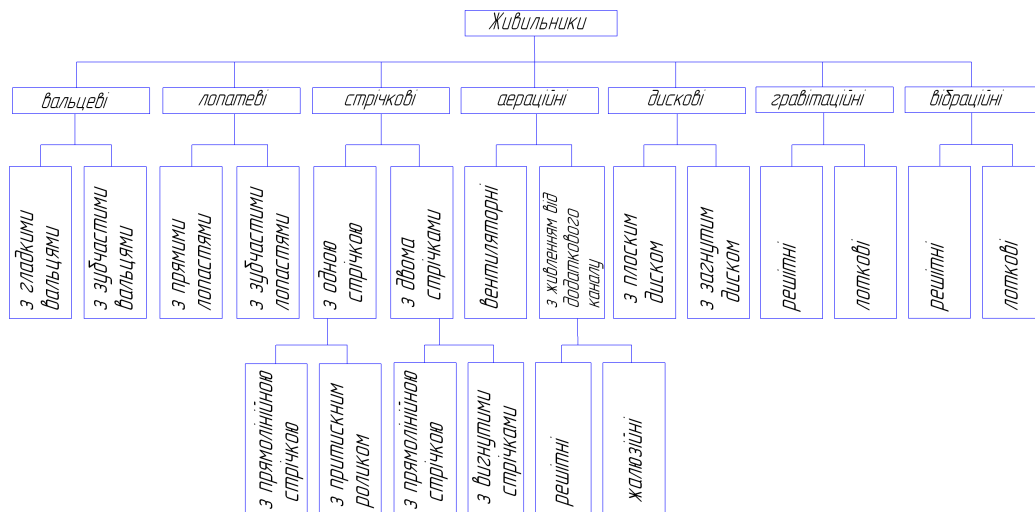 Живильники
вальцеві
лопатеві
стрічкові
аераційні
дискові
гравітаційні
вібраційні
з гладкими
вальцями
з зубчастими
вальцями
з прямими
лопастями
з зубчастими
лопастями
з одною
стрічкою
з двома
стрічками
вентиляторні
з живленням від
додаткового
каналу
з плоским
диском
з загнутим
диском
решітні
лоткові
решітні
лоткові
з прямолінійною
стрічкою
з притискним
роликом
з прямолінійною
стрічкою
з вигнутими
стрічками
решітні
жалюзійні